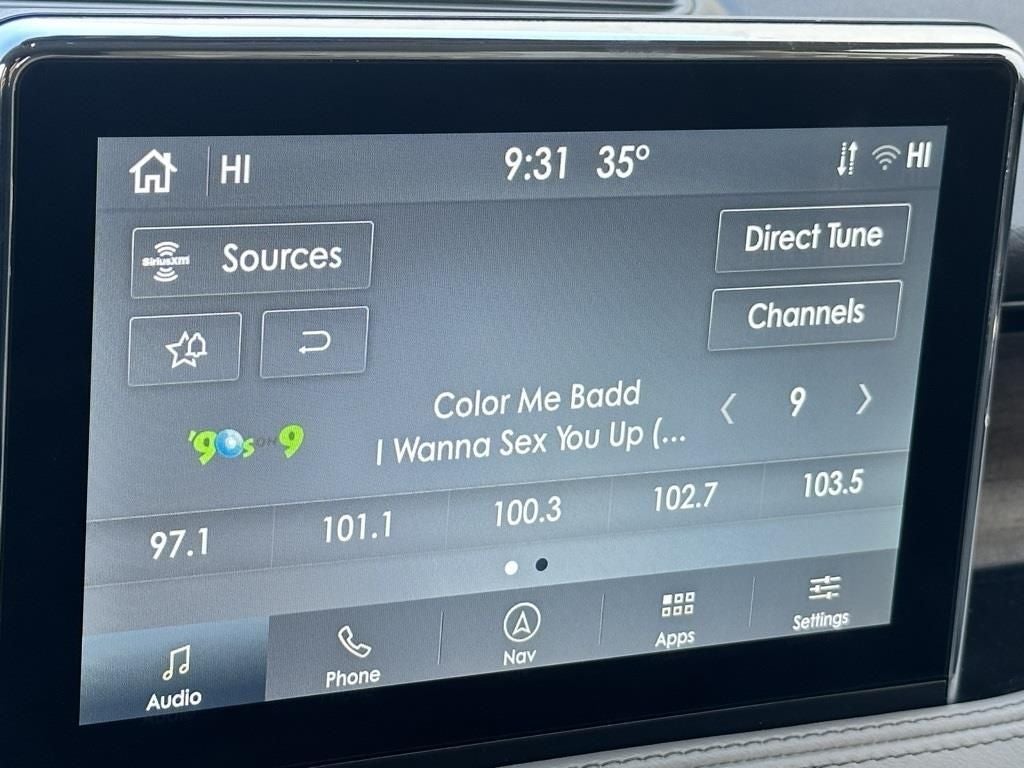 HI 9:31 35° HI
SiriusXM Sources
Direct Tune
Channels
Color Me Badd
I Wanna Sex You Up (...
9
'90s ON 9
97.1 101.1 100.3 102.7 103.5
Audio Phone Nav Apps Settings